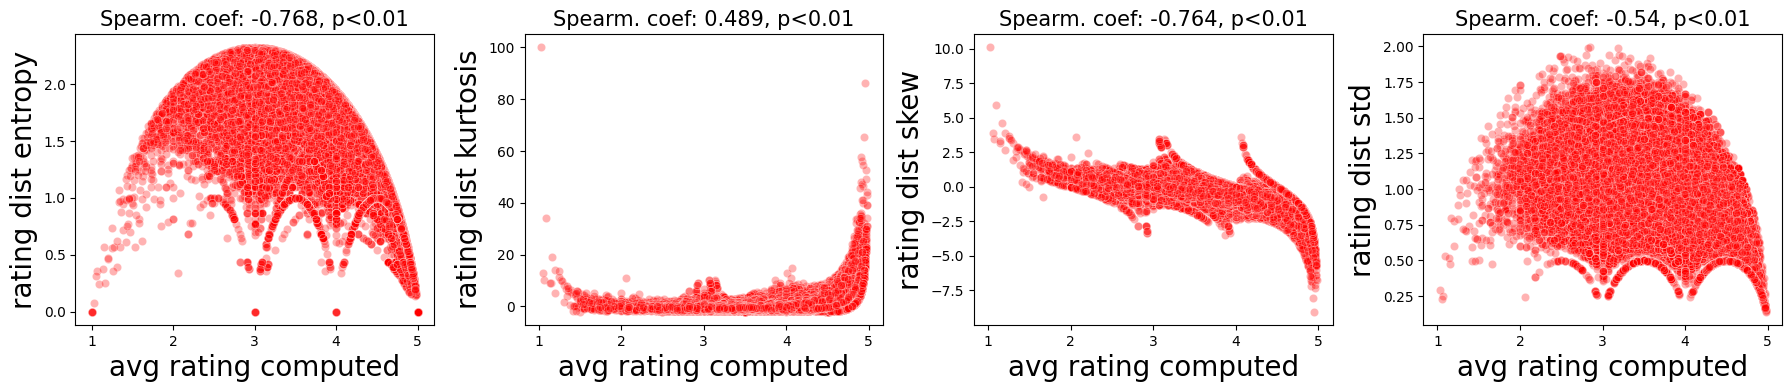 Spearm. coef: -0.768, p<0.01
rating dist entropy
2.0
1.5
1.0
0.5
0.0
1 2 3 4 5
avg rating computed
Spearm. coef: 0.489, p<0.01
rating dist kurtosis
100
80
60
40
20
0
1 2 3 4 5
avg rating computed
Spearm. coef: -0.764, p<0.01
rating dist skew
10.0
7.5
5.0
2.5
0.0
−2.5
−5.0
−7.5
1 2 3 4 5
avg rating computed
Spearm. coef: -0.54, p<0.01
rating dist std
2.00
1.75
1.50
1.25
1.00
0.75
0.50
0.25
1 2 3 4 5
avg rating computed